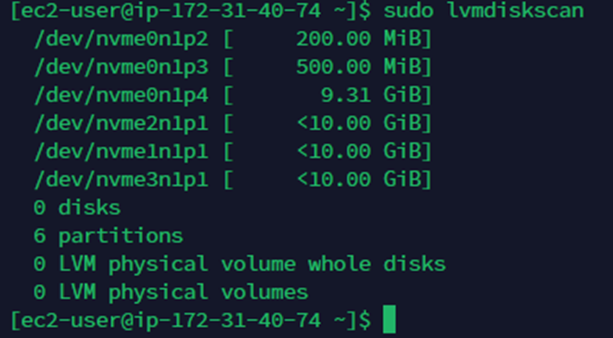 [ec2-user@ip-172-31-40-74 ~]$ sudo lvmdiskscan
/dev/nvme0n1p2 [ 200.00 MiB]
/dev/nvme0n1p3 [ 500.00 MiB]
/dev/nvme0n1p4 [ 9.31 GiB]
/dev/nvme2n1p1 [ <10.00 GiB]
/dev/nvme1n1p1 [ <10.00 GiB]
/dev/nvme3n1p1 [ <10.00 GiB]
0 disks
6 partitions
0 LVM physical volume whole disks
0 LVM physical volumes
[ec2-user@ip-172-31-40-74 ~]$